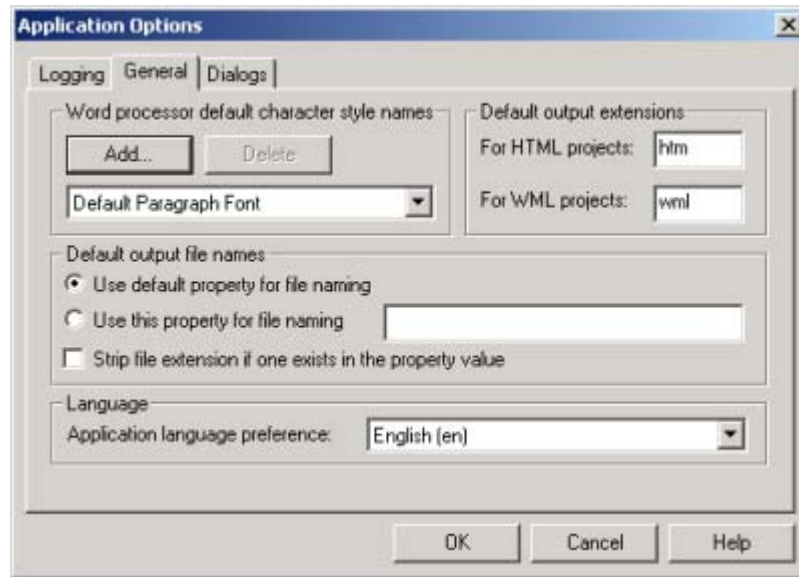 Application Options
Logging General Dialogs
Word processor default character style names
Add... Delete
Default Paragraph Font
Default output extensions
For HTML projects: htm
For WML projects: wml
Default output file names
Use default property for file naming
Use this property for file naming
Strip file extension if one exists in the property value
Language
Application language preference: English (en)
OK Cancel Help